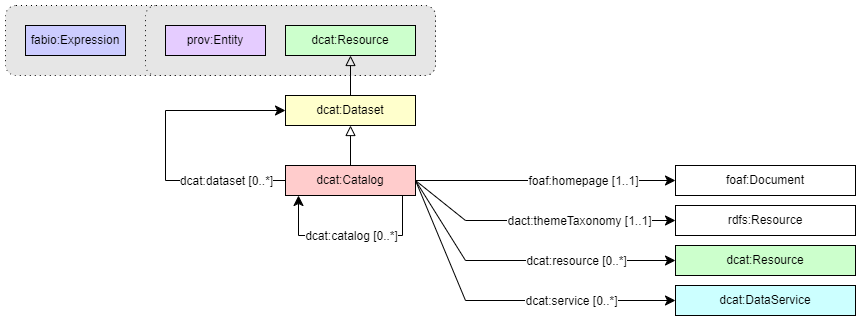 fabio:Expression
prov:Entity
dcat:Resource
dcat:Dataset
dcat:dataset [0..*]
dcat:Catalog
dcat:catalog [0..*]
foaf:homepage [1..1]
foaf:Document
dact:themeTaxonomy [1..1]
rdfs:Resource
dcat:resource [0..*]
dcat:Resource
dcat:service [0..*]
dcat:DataService